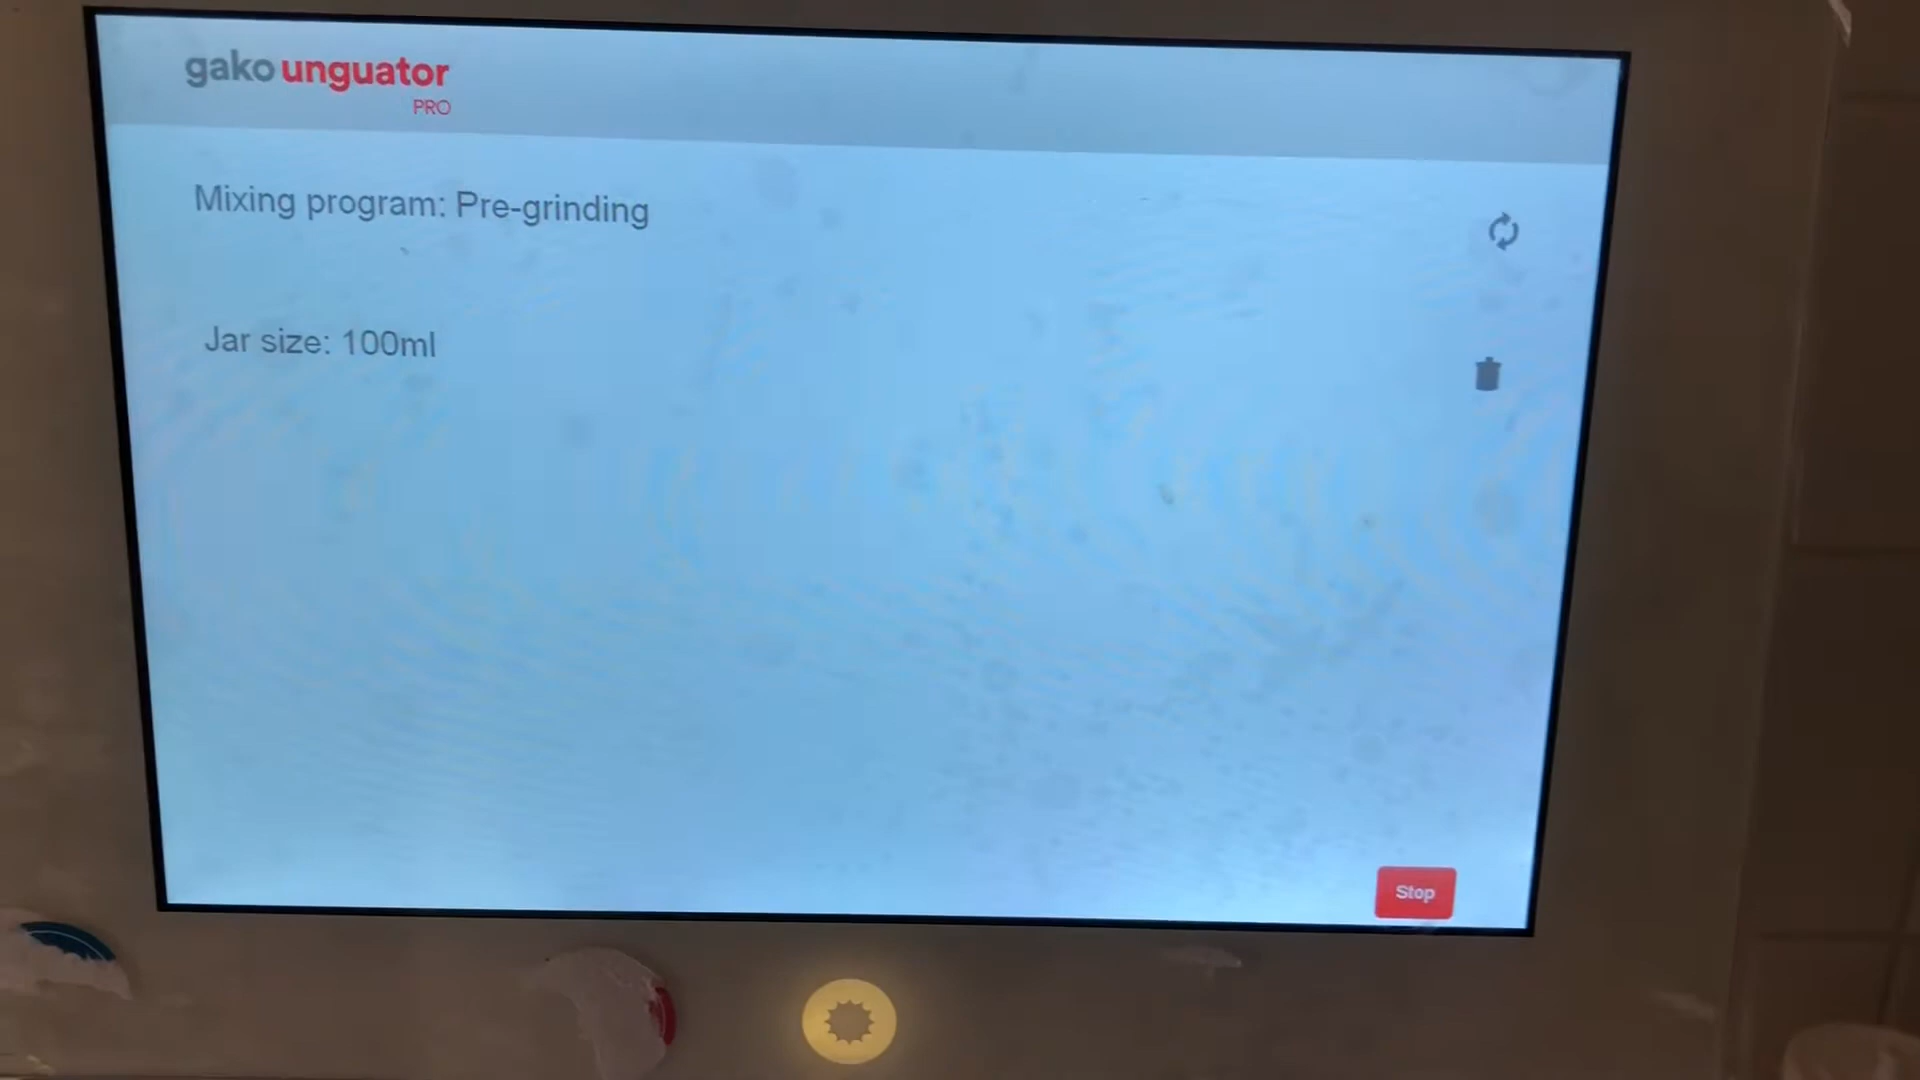 gako unguator
PRO
Mixing program: Pre-grinding
Jar size: 100ml
Stop